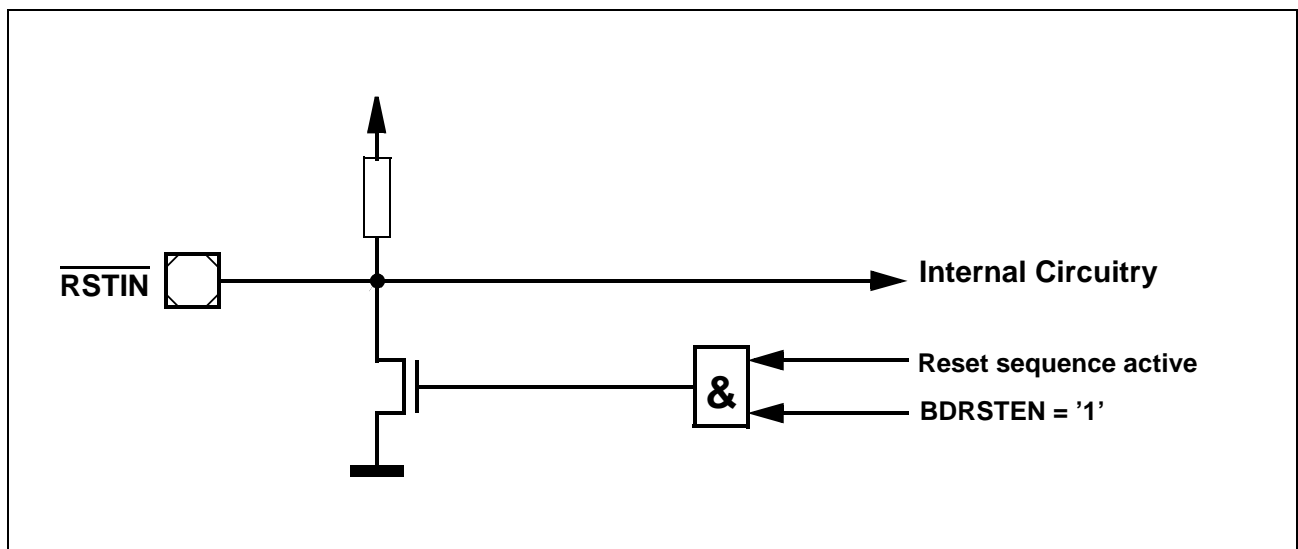 RSTIN
Internal Circuitry
Reset sequence active
&
BDRSTEN = ’1’